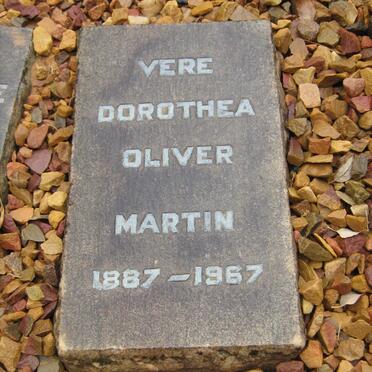 VERE
DOROTHEA
OLIVER
MARTIN
1887 - 1967